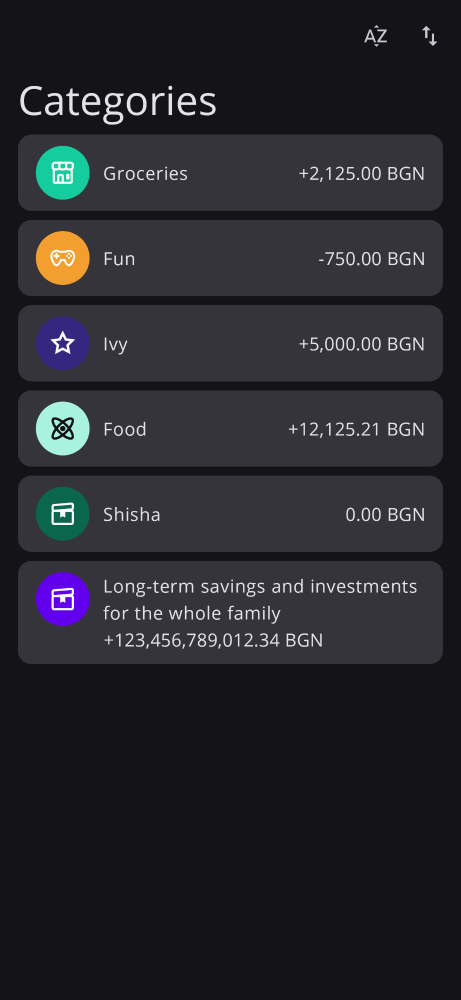 AZ
Categories
Groceries +2,125.00 BGN
Fun -750.00 BGN
Ivy +5,000.00 BGN
Food +12,125.21 BGN
Shisha 0.00 BGN
Long-term savings and investments
for the whole family
+123,456,789,012.34 BGN